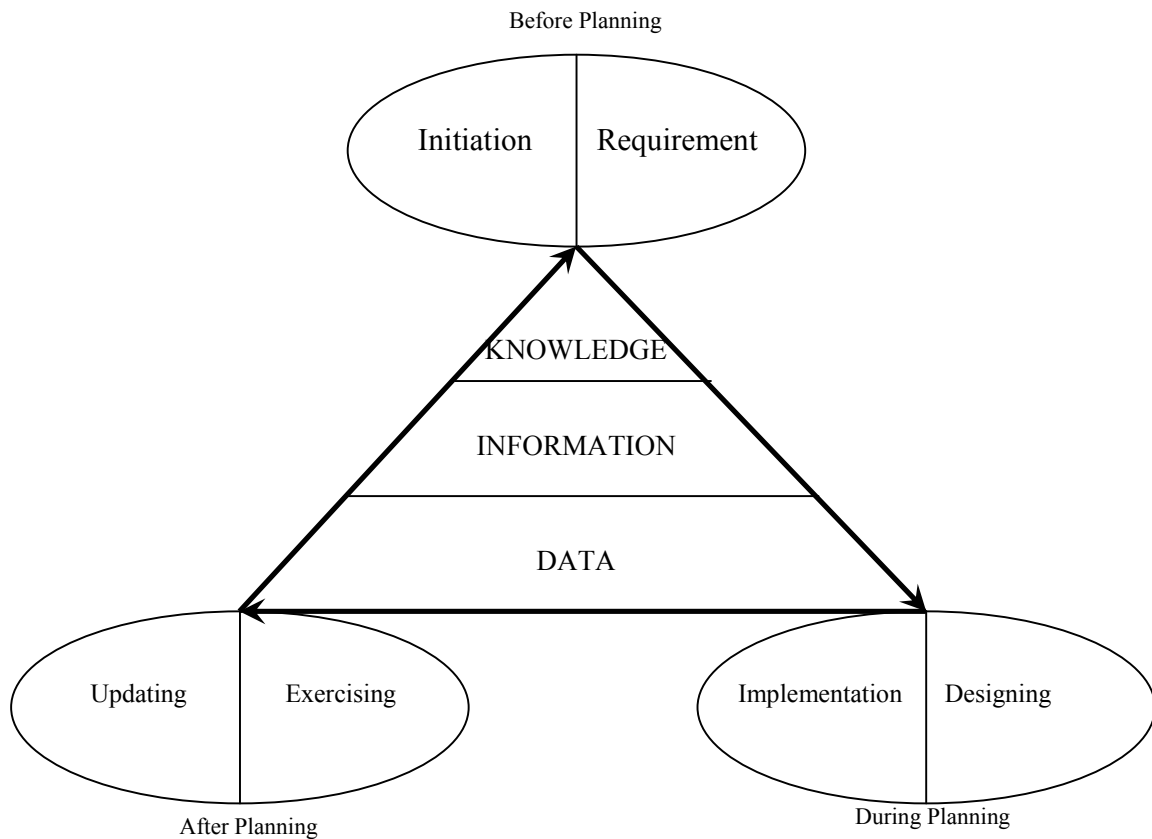 Before Planning
Initiation Requirement
KNOWLEDGE
INFORMATION
DATA
Updating Exercising
Implementation Designing
After Planning
During Planning